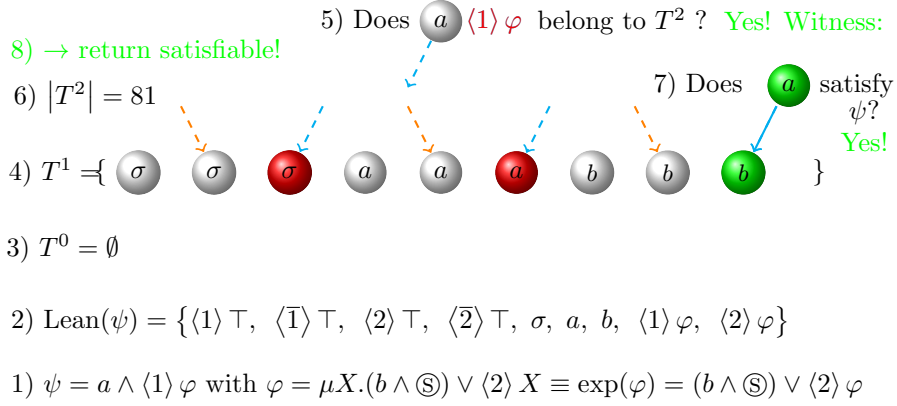 5) Does a ⟨1⟩ φ belong to T² ? Yes! Witness:
8) → return satisfiable!
6) |T²| = 81
7) Does a satisfy
ψ?
Yes!
4) T¹ = { σ σ σ a a a b b b }
3) T⁰ = ∅
2) Lean(ψ) = {⟨1⟩ ⊤, ⟨1̅⟩ ⊤, ⟨2⟩ ⊤, ⟨2̅⟩ ⊤, σ, a, b, ⟨1⟩ φ, ⟨2⟩ φ}
1) ψ = a ∧ ⟨1⟩ φ with φ = μX.(b ∧ Ⓢ) ∨ ⟨2⟩ X ≡ exp(φ) = (b ∧ Ⓢ) ∨ ⟨2⟩ φ